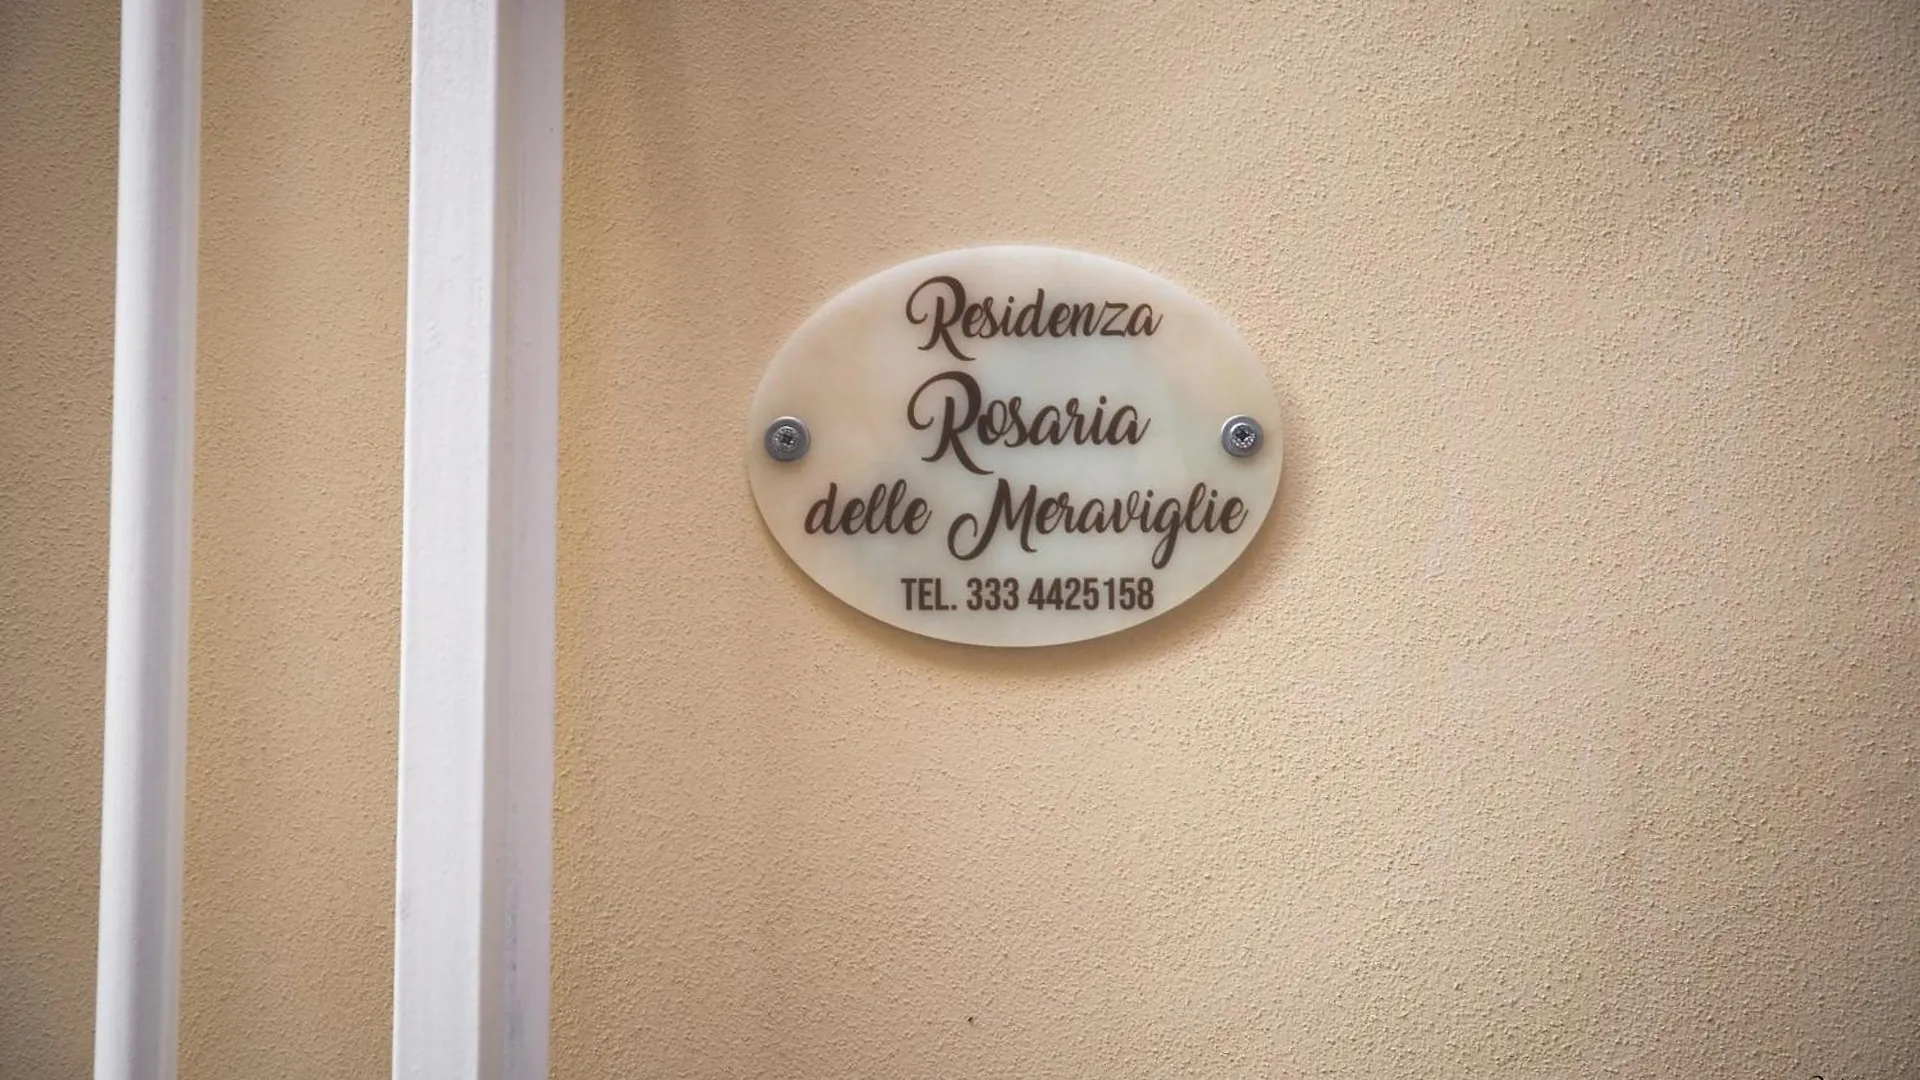 Residenza
Rosaria
delle Meraviglie
TEL. 333 4425158